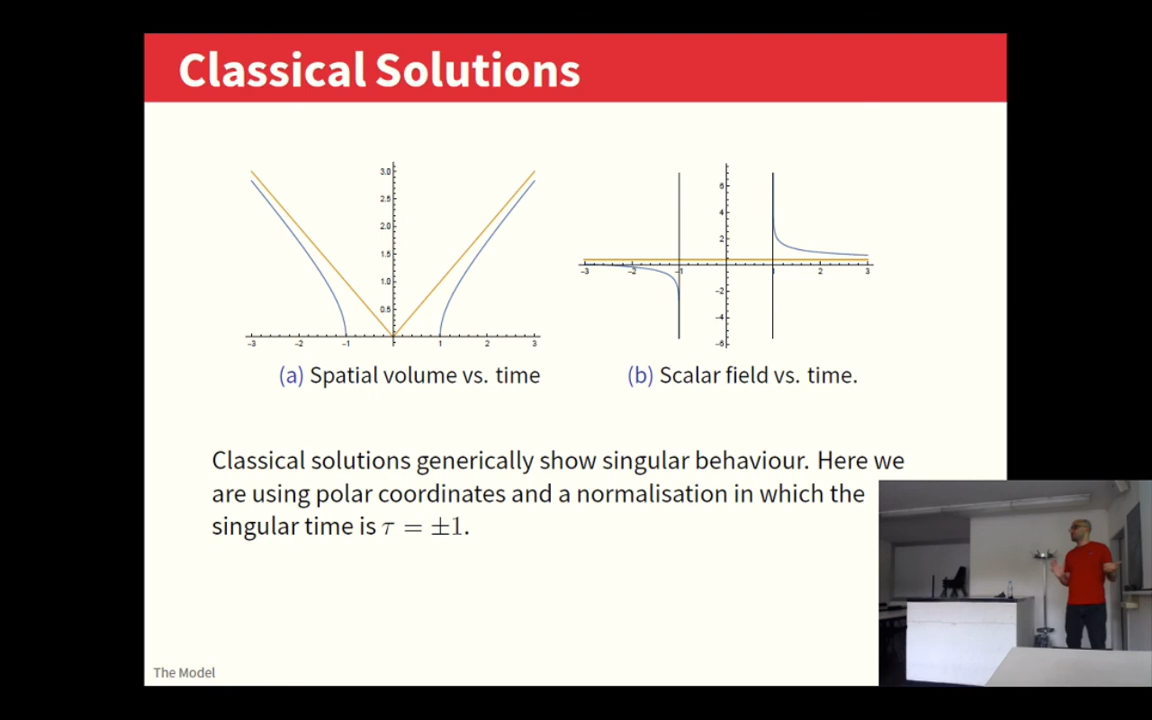 Classical Solutions
3.0
2.5
2.0
1.5
1.0
0.5
-3 -2 -1 1 2 3
6
4
2
-2
-4
-6
-3 -2 -1 1 2 3
(a) Spatial volume vs. time
(b) Scalar field vs. time.
Classical solutions generically show singular behaviour. Here we
are using polar coordinates and a normalisation in which the
singular time is τ = ±1.
The Model